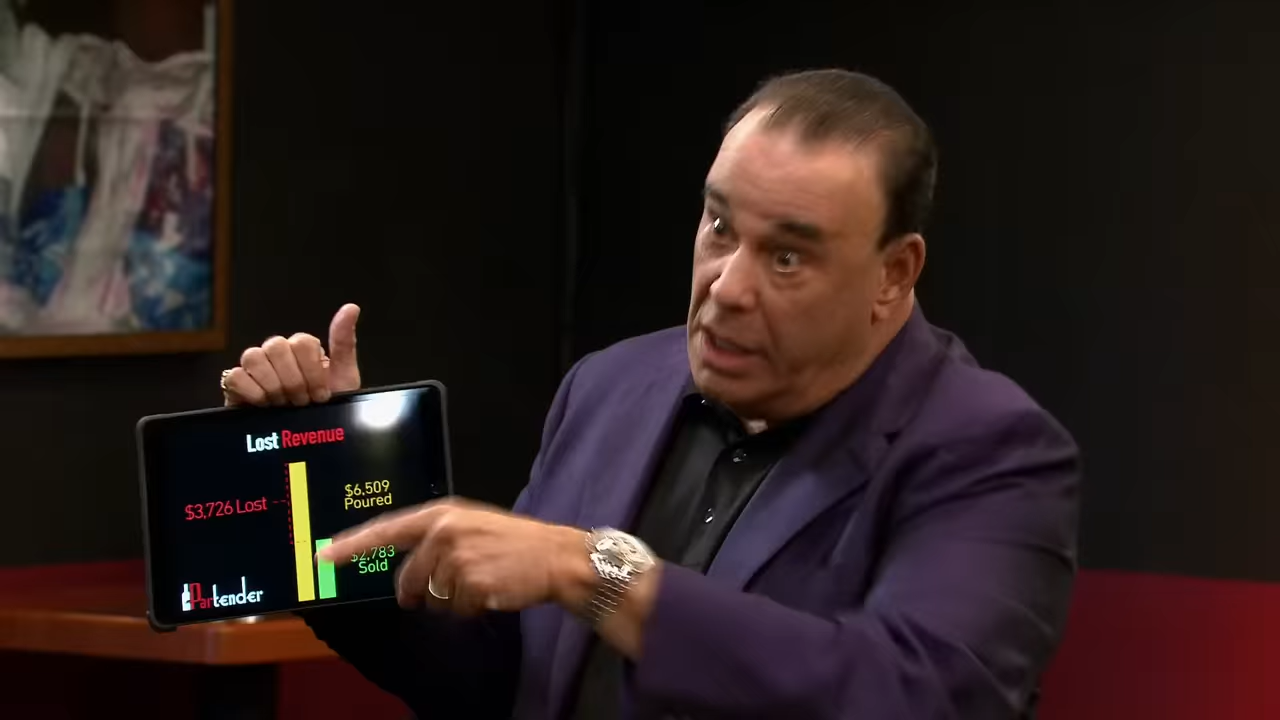 Lost Revenue
$6,509
Poured
$3,726 Lost
$2,783
Sold
Partender